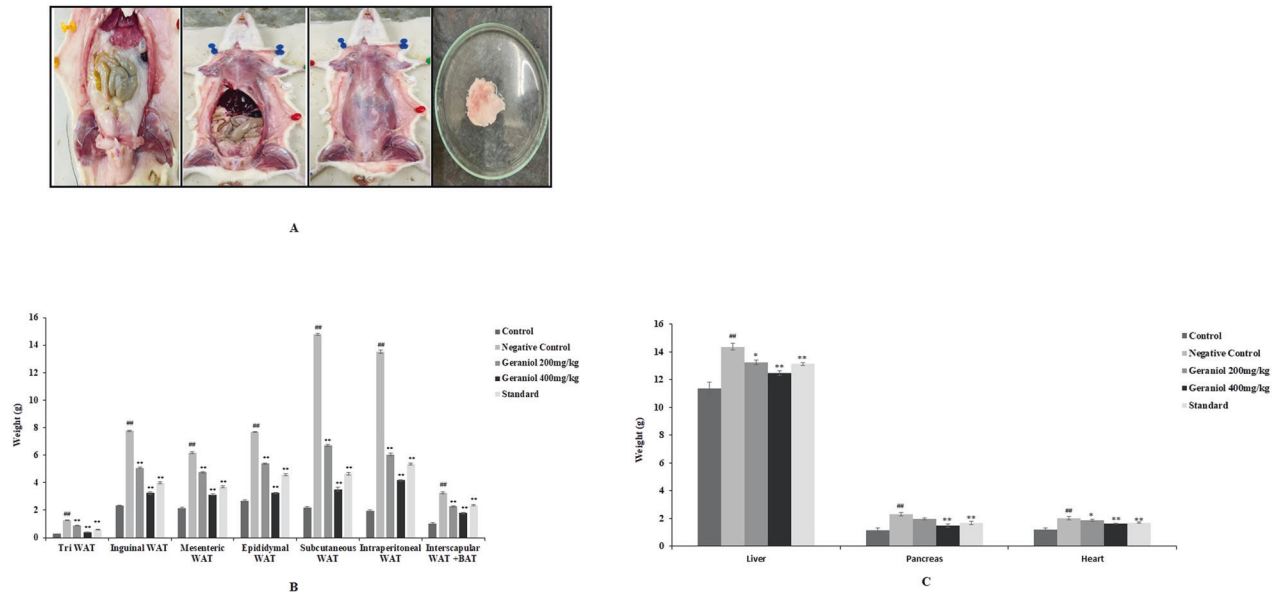 A
16
14
12
10
8
6
4
2
0
Weight (g)
##
**
**
**
##
**
**
**
##
**
**
**
##
**
**
**
##
**
**
**
##
**
**
**
##
**
**
**
Tri WAT
Inguinal WAT
Mesenteric
WAT
Epididymal
WAT
Subcutaneous
WAT
Intraperitoneal
WAT
Interscapular
WAT +BAT
Control
Negative Control
Geraniol 200mg/kg
Geraniol 400mg/kg
Standard
B
16
14
12
10
8
6
4
2
0
Weight (g)
##
*
**
**
##
**
**
##
*
**
**
Liver
Pancreas
Heart
Control
Negative Control
Geraniol 200mg/kg
Geraniol 400mg/kg
Standard
C